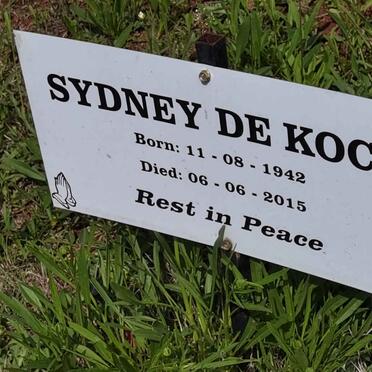 SYDNEY DE KOC
Born: 11 - 08 - 1942
Died: 06 - 06 - 2015
Rest in Peace